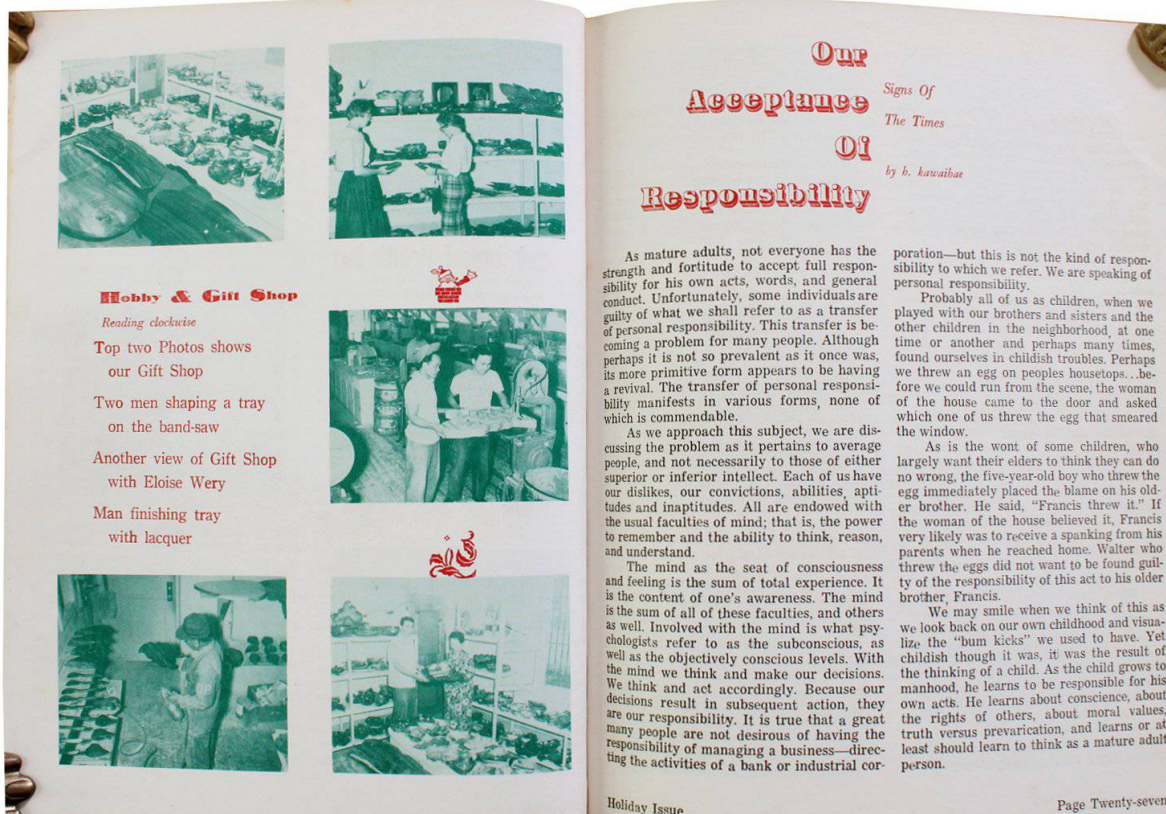 Hobby & Gift Shop
Reading clockwise
Top two Photos shows
our Gift Shop
Two men shaping a tray
on the band-saw
Another view of Gift Shop
with Eloise Wery
Man finishing tray
with lacquer
Our
Acceptance
Of
Responsibility
Signs Of
The Times
by h. kawaihae
As mature adults, not everyone has the
strength and fortitude to accept full respon-
sibility for his own acts, words, and general
conduct. Unfortunately, some individuals are
guilty of what we shall refer to as a transfer
of personal responsibility. This transfer is be-
coming a problem for many people. Although
perhaps it is not so prevalent as it once was,
its more primitive form appears to be having
a revival. The transfer of personal responsi-
bility manifests in various forms, none of
which is commendable.
As we approach this subject, we are dis-
cussing the problem as it pertains to average
people, and not necessarily to those of either
superior or inferior intellect. Each of us have
our dislikes, our convictions, abilities, apti-
tudes and inaptitudes. All are endowed with
the usual faculties of mind; that is, the power
to remember and the ability to think, reason,
and understand.
The mind as the seat of consciousness
and feeling is the sum of total experience. It
is the content of one's awareness. The mind
is the sum of all of these faculties, and others
as well. Involved with the mind is what psy-
chologists refer to as the subconscious, as
well as the objectively conscious levels. With
the mind we think and make our decisions.
We think and act accordingly. Because our
decisions result in subsequent action, they
are our responsibility. It is true that a great
many people are not desirous of having the
responsibility of managing a business—direc-
ting the activities of a bank or industrial cor-
poration—but this is not the kind of respon-
sibility to which we refer. We are speaking of
personal responsibility.
Probably all of us as children, when we
played with our brothers and sisters and the
other children in the neighborhood, at one
time or another and perhaps many times,
found ourselves in childish troubles. Perhaps
we threw an egg on peoples housetops...be-
fore we could run from the scene, the woman
of the house came to the door and asked
which one of us threw the egg that smeared
the window.
As is the wont of some children, who
largely want their elders to think they can do
no wrong, the five-year-old boy who threw the
egg immediately placed the blame on his old-
er brother. He said, "Francis threw it." If
the woman of the house believed it, Francis
very likely was to receive a spanking from his
parents when he reached home. Walter who
threw the eggs did not want to be found guil-
ty of the responsibility of this act to his older
brother, Francis.
We may smile when we think of this as
we look back on our own childhood and visua-
lize the "bum kicks" we used to have. Yet
childish though it was, it was the result of
the thinking of a child. As the child grows to
manhood, he learns to be responsible for his
own acts. He learns about conscience, about
the rights of others, about moral values,
truth versus prevarication, and learns or at
least should learn to think as a mature adult
person.
Holiday Issue
Page Twenty-seven